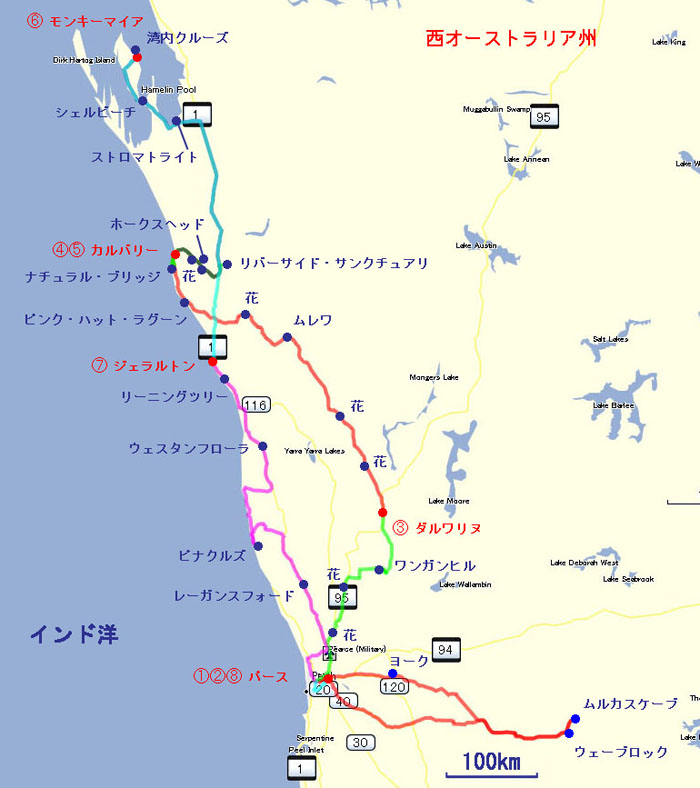 ⑥ モンキーマイア
西オーストラリア州
湾内クルーズ
Lake King
Dirk Hartog Island
Hamelin Pool
シェルビーチ
1
Muggabullin Swamp
95
ストロマトライト
Lake Annean
ホークスヘッド
Lake Austin
④⑤ カルバリー
リバーサイド・サンクチュアリ
ナチュラル・ブリッジ
花
花
ピンク・ハット・ラグーン
ムレワ
1
Salt Lakes
⑦ ジェラルトン
Mongers Lake
リーニングツリー
116
花
Lake Barlee
ウェスタンフローラ
Yarra Yarra Lakes
花
Lake Moore
③ ダルワリヌ
ピナクルズ
ワンガンヒル
Lake Deborah West
花
Lake Wallambin
Lake Seabrook
レーガンスフォード
95
インド洋
花
Pearce (Military)
94
ヨーク
①②⑧ パース
Perth
20
120
40
ムルカスケーブ
Serpentine
30
Peel Inlet
ウェーブロック
1
100km